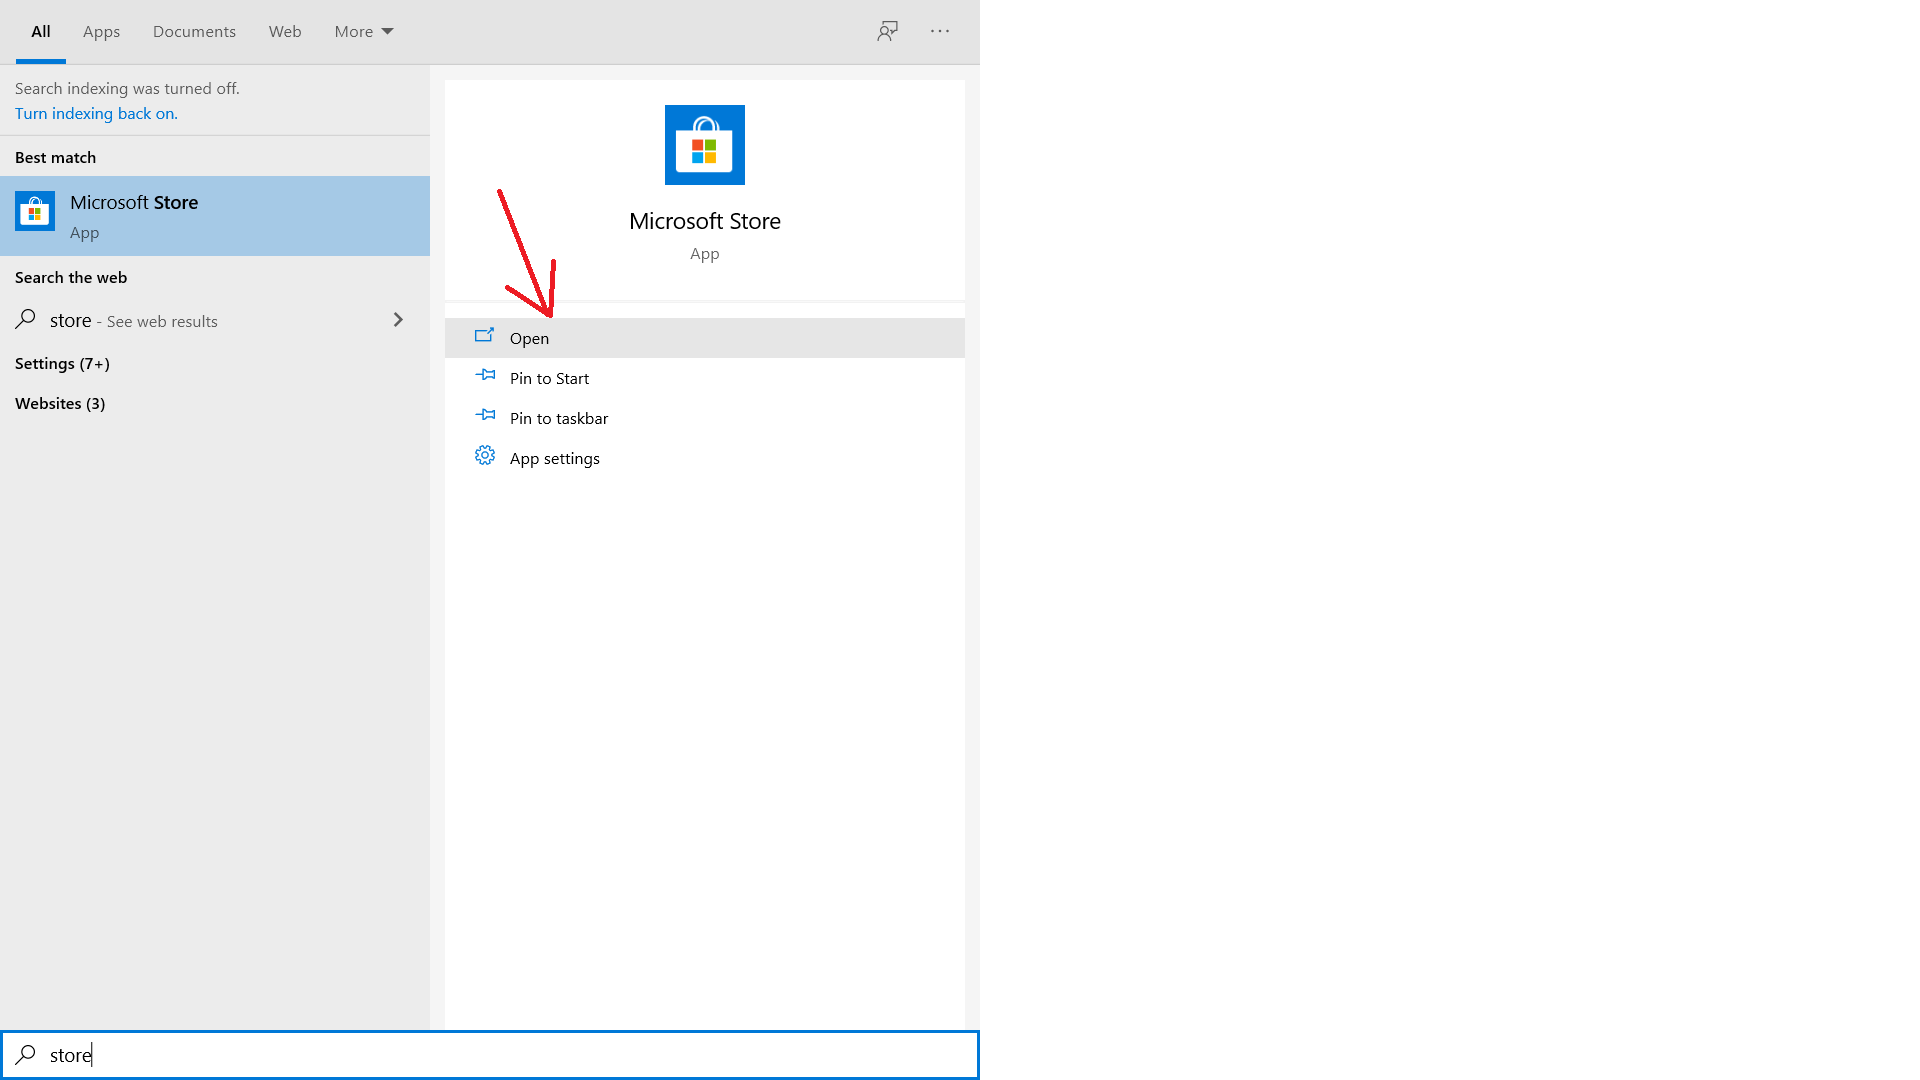 All Apps Documents Web More
Search indexing was turned off.
Turn indexing back on.
Best match
Microsoft Store
App
Search the web
store - See web results
Settings (7+)
Websites (3)
Microsoft Store
App
Open
Pin to Start
Pin to taskbar
App settings
store